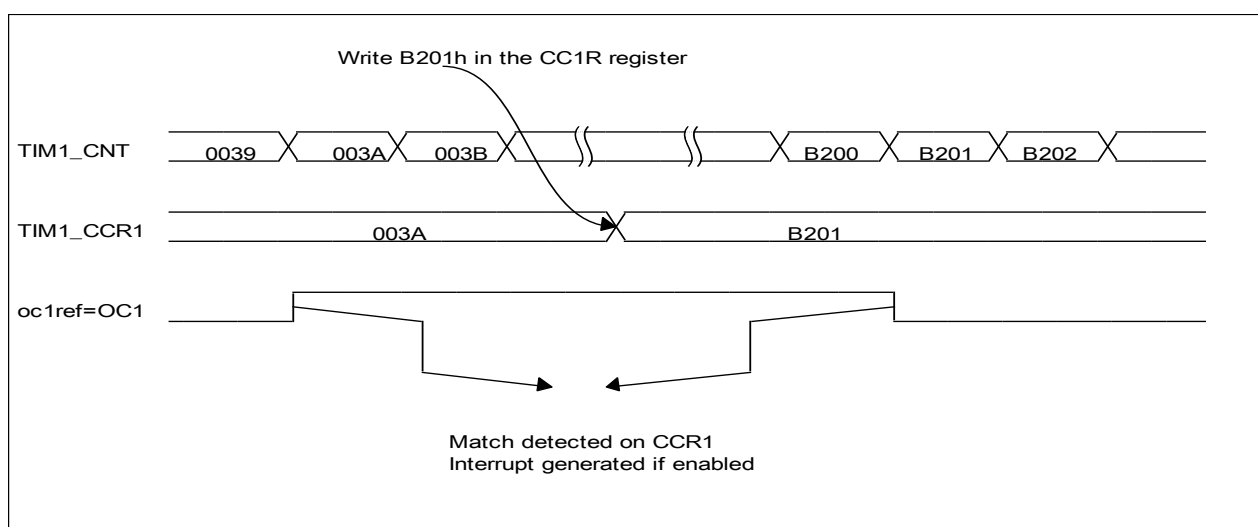 Write B201h in the CC1R register
TIM1_CNT 0039 003A 003B B200 B201 B202
TIM1_CCR1 003A B201
oc1ref=OC1
Match detected on CCR1
Interrupt generated if enabled